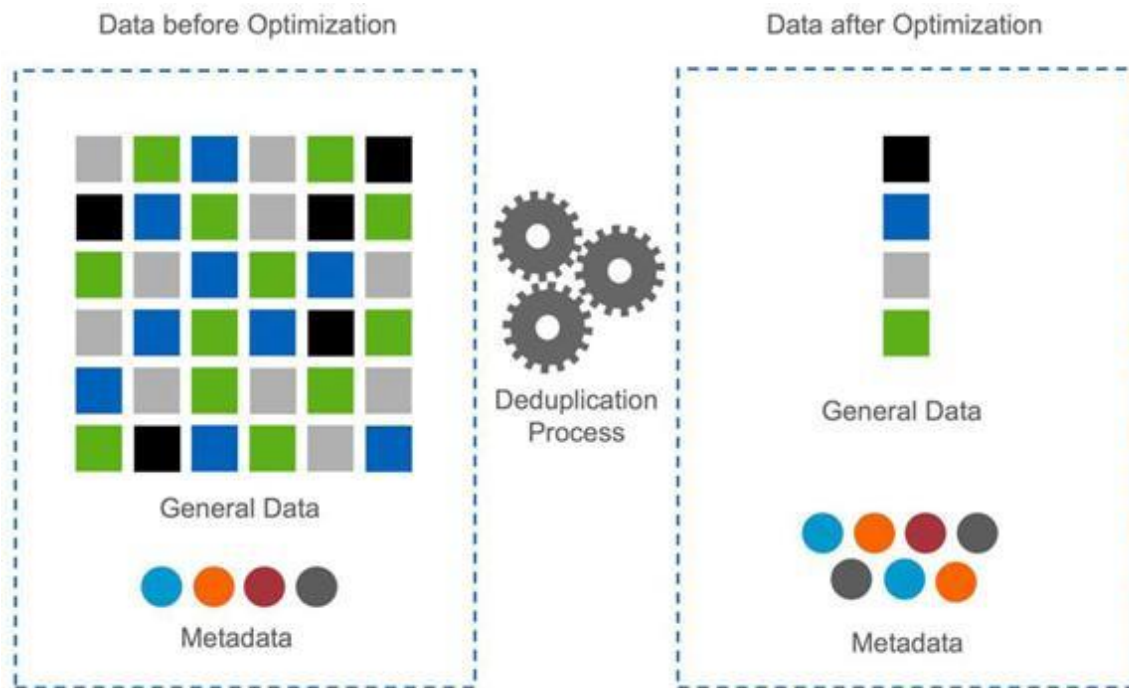 Data before Optimization
Data after Optimization
Deduplication
Process
General Data
General Data
Metadata
Metadata